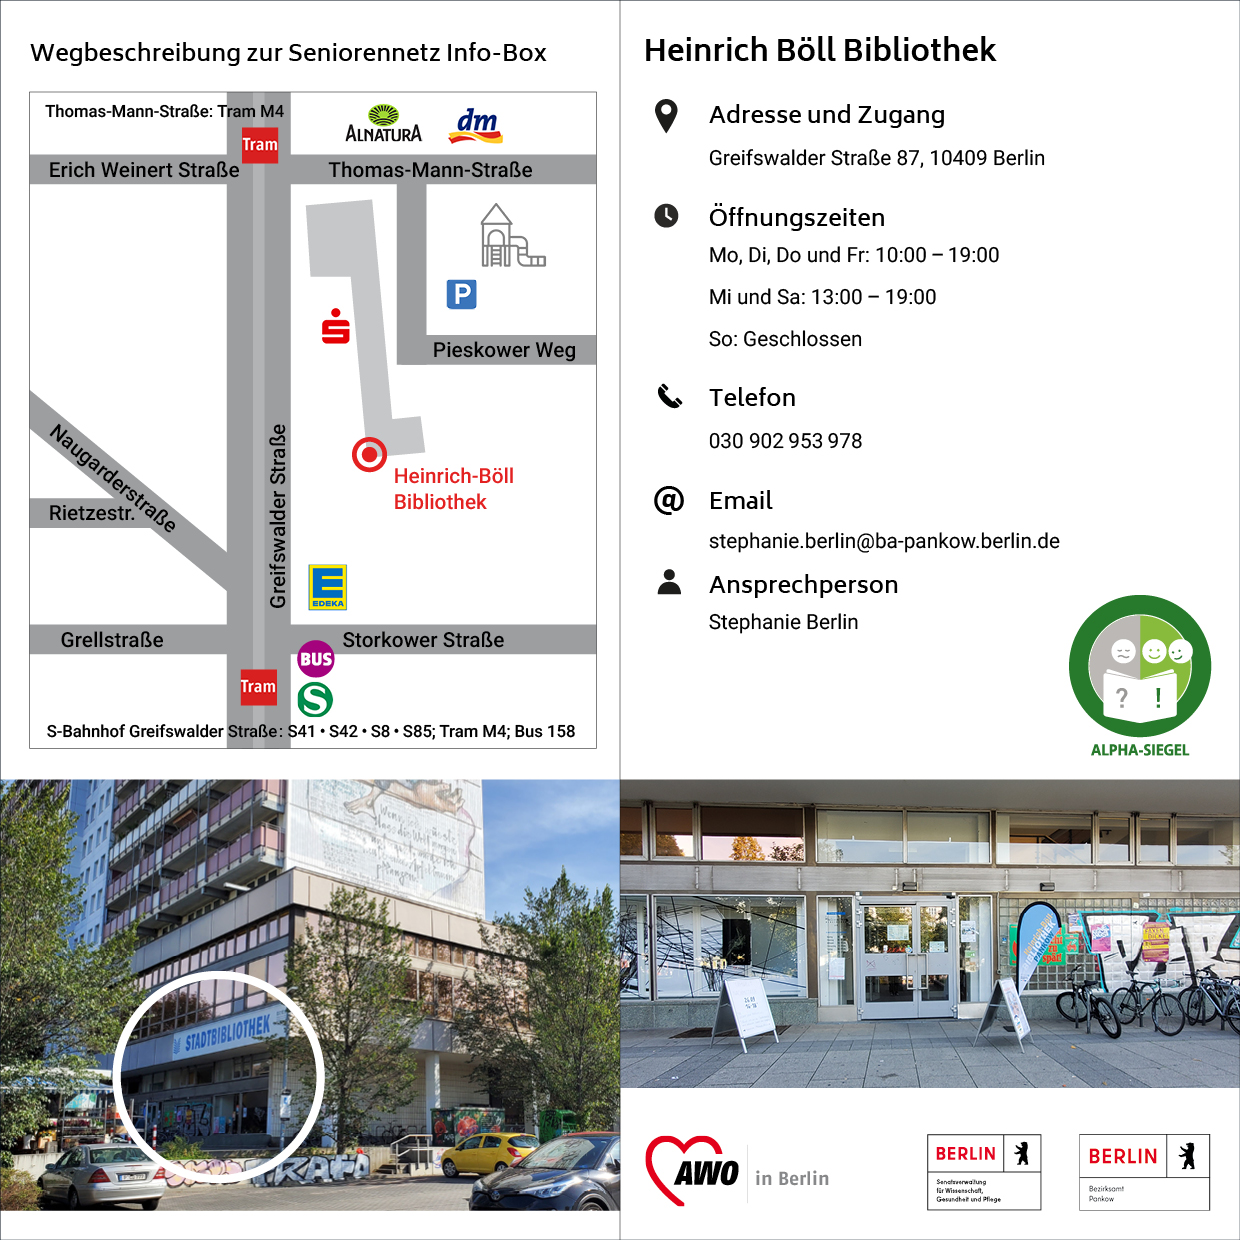 Wegbeschreibung zur Seniorennetz Info-Box
Thomas-Mann-Straße: Tram M4
ALNATURA
dm
Tram
Erich Weinert Straße
Thomas-Mann-Straße
P
S
Pieskower Weg
Naugarderstraße
Rietzestr.
Greifswalder Straße
Heinrich-Böll
Bibliothek
E
EDEKA
Grellstraße
Storkower Straße
BUS
Tram
S
S-Bahnhof Greifswalder Straße: S41 • S42 • S8 • S85; Tram M4; Bus 158
STADTBIBLIOTHEK
Heinrich Böll Bibliothek
Adresse und Zugang
Greifswalder Straße 87, 10409 Berlin
Öffnungszeiten
Mo, Di, Do und Fr: 10:00 – 19:00
Mi und Sa: 13:00 – 19:00
So: Geschlossen
Telefon
030 902 953 978
@ Email
stephanie.berlin@ba-pankow.berlin.de
Ansprechperson
Stephanie Berlin
? !
ALPHA-SIEGEL
AWO in Berlin
BERLIN
Senatsverwaltung
für Wissenschaft,
Gesundheit und Pflege
BERLIN
Bezirksamt
Pankow